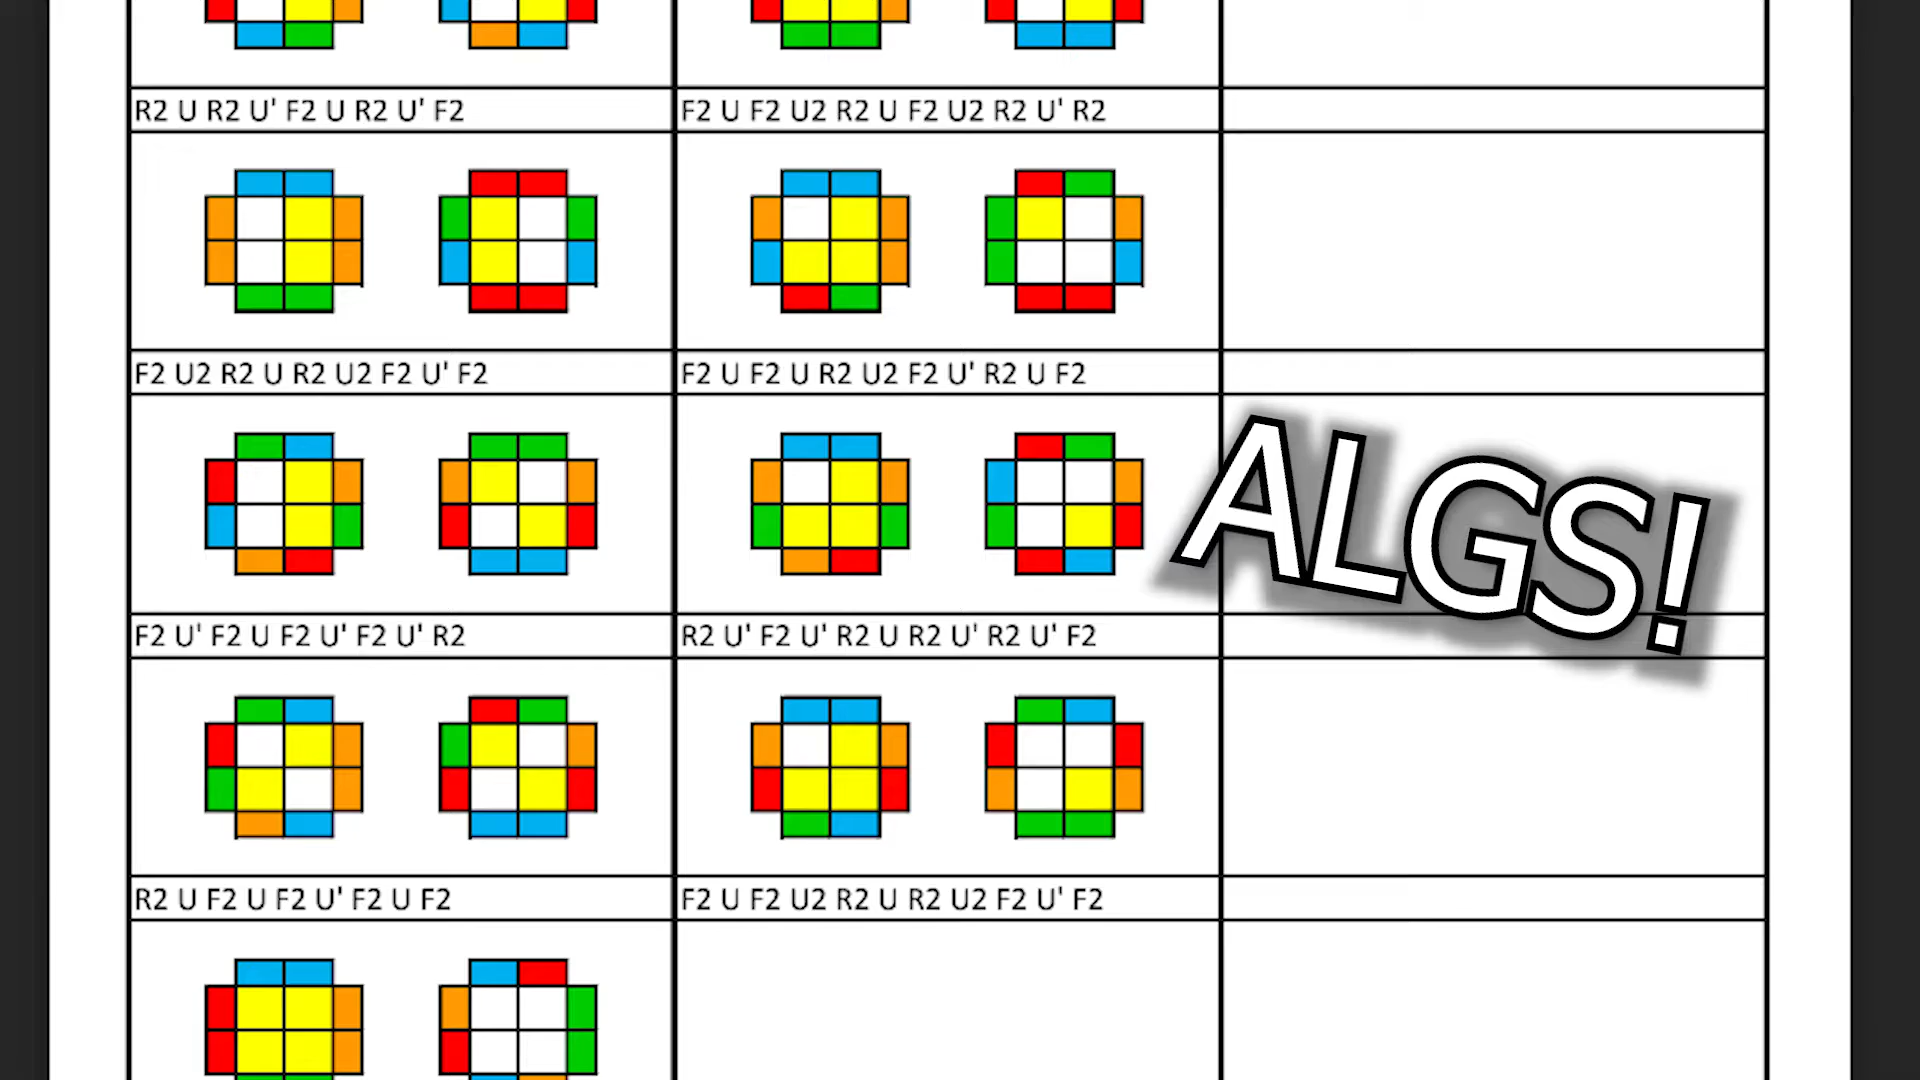 R2 U R2 U' F2 U R2 U' F2
F2 U F2 U2 R2 U F2 U2 R2 U' R2
F2 U2 R2 U R2 U2 F2 U' F2
F2 U F2 U R2 U2 F2 U' R2 U F2
ALGS!
F2 U' F2 U F2 U' F2 U' R2
R2 U' F2 U' R2 U R2 U' R2 U' F2
R2 U F2 U F2 U' F2 U F2
F2 U F2 U2 R2 U R2 U2 F2 U' F2